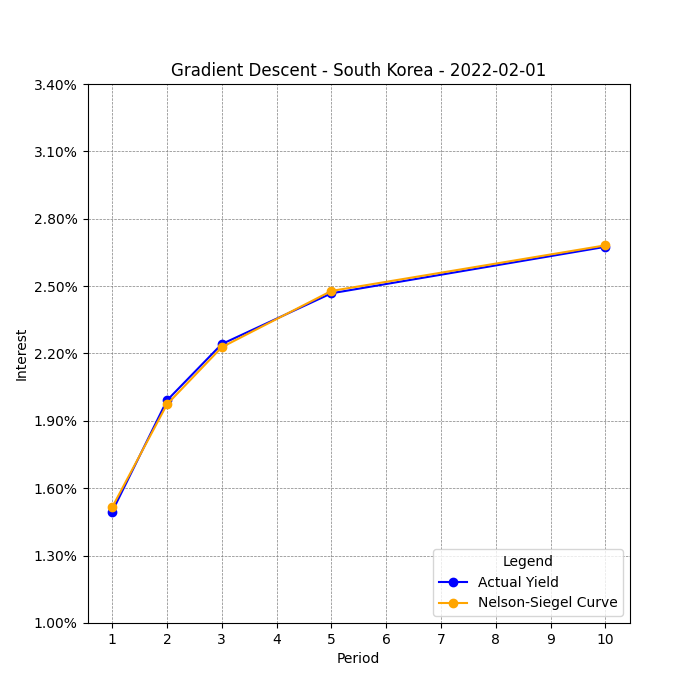 Gradient Descent - South Korea - 2022-02-01
3.40%
3.10%
2.80%
2.50%
2.20%
1.90%
1.60%
1.30%
1.00%
Interest
1 2 3 4 5 6 7 8 9 10
Period
Legend
Actual Yield
Nelson-Siegel Curve